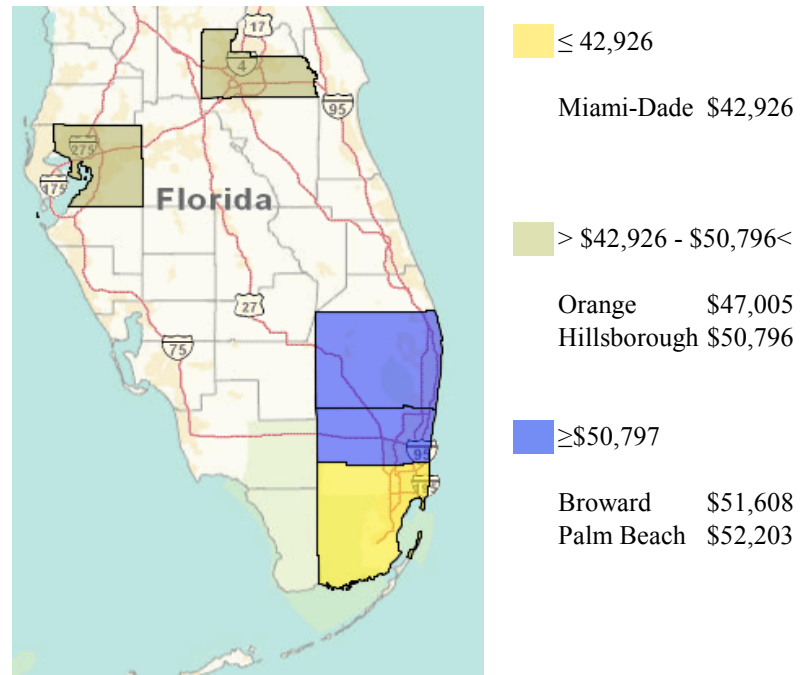 17
4
95
275
175
Florida
27
75
95
≤ 42,926
Miami-Dade $42,926
> $42,926 - $50,796<
Orange $47,005
Hillsborough $50,796
≥$50,797
Broward $51,608
Palm Beach $52,203